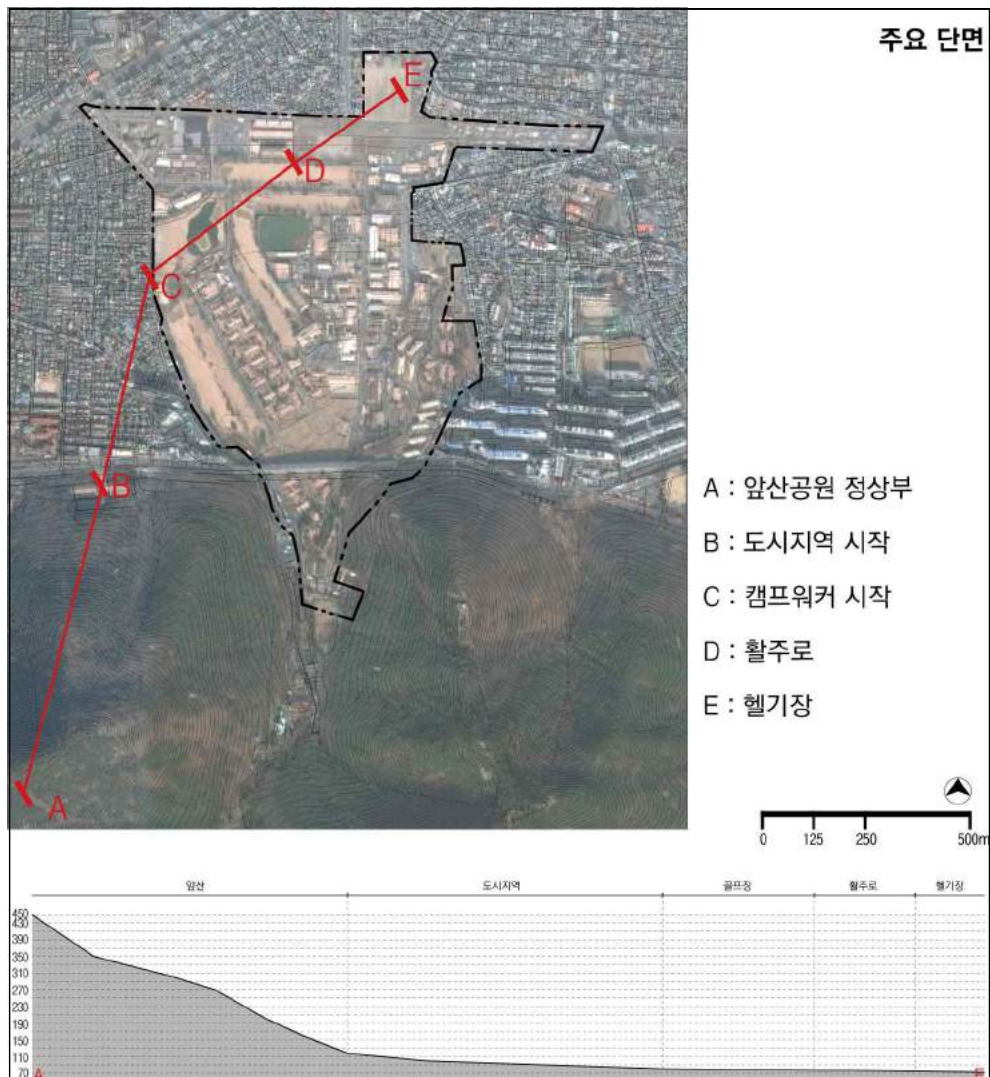 주요 단면
E
D
C
B
A
A : 앞산공원 정상부
B : 도시지역 시작
C : 캠프워커 시작
D : 활주로
E : 헬기장
0 125 250 500m
앞산 도시지역 골프장 활주로 헬기장
450
430
390
350
310
270
230
190
150
110
70
A E